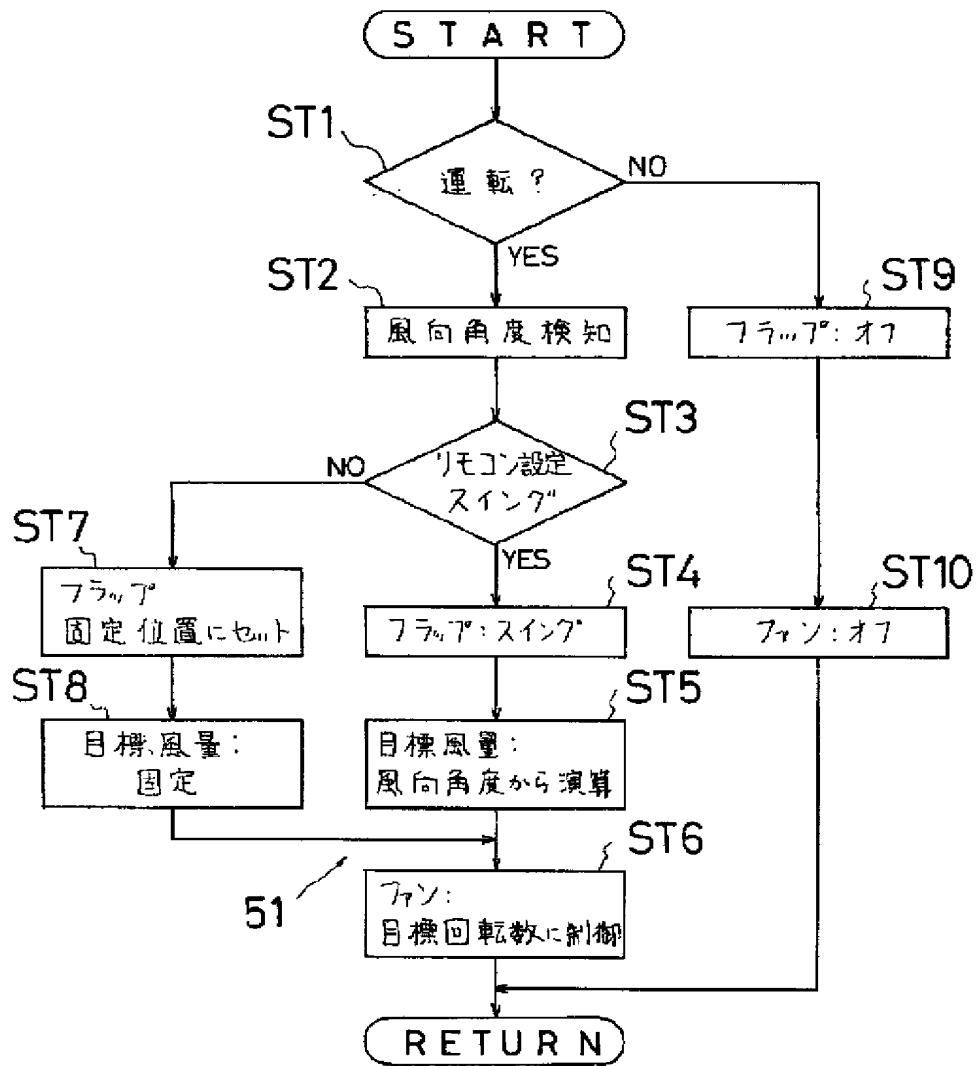 START
ST1
運転?
NO
YES
ST2
風向角度検知
ST9
フラップ:オフ
ST3
リモコン設定
スイング
NO
YES
ST7
フラップ
固定位置にセット
ST4
フラップ:スイング
ST10
ファン:オフ
ST8
目標風量:
固定
ST5
目標風量:
風向角度から演算
51
ST6
ファン:
目標回転数に制御
RETURN